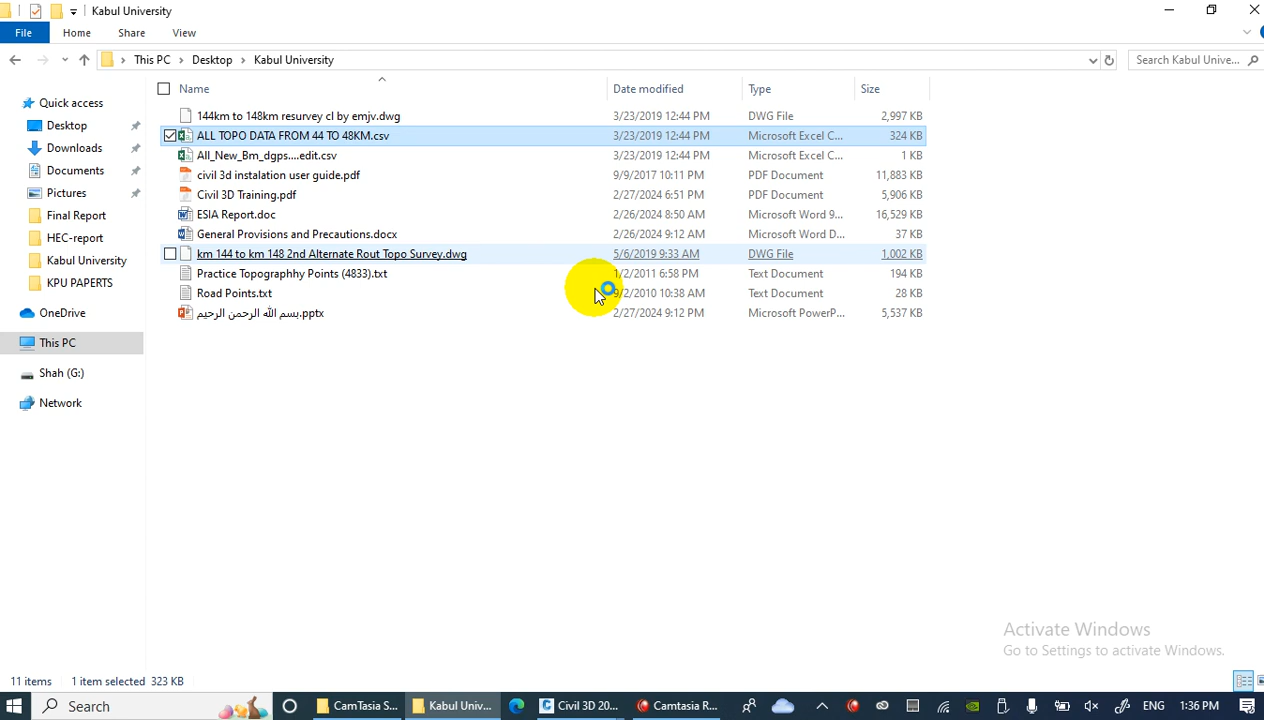 Kabul University
File Home Share View
This PC Desktop Kabul University Search Kabul Unive...
Name Date modified Type Size
Quick access
Desktop
Downloads
Documents
Pictures
Final Report
HEC-report
Kabul University
KPU PAPERTS
OneDrive
This PC
Shah (G:)
Network
144km to 148km resurvey cl by emjv.dwg 3/23/2019 12:44 PM DWG File 2,997 KB
ALL TOPO DATA FROM 44 TO 48KM.csv 3/23/2019 12:44 PM Microsoft Excel C... 324 KB
All_New_Bm_dgps....edit.csv 3/23/2019 12:44 PM Microsoft Excel C... 1 KB
civil 3d instalation user guide.pdf 9/9/2017 10:11 PM PDF Document 11,883 KB
Civil 3D Training.pdf 2/27/2024 6:51 PM PDF Document 5,906 KB
ESIA Report.doc 2/26/2024 8:50 AM Microsoft Word 9... 16,529 KB
General Provisions and Precautions.docx 2/26/2024 9:12 AM Microsoft Word D... 37 KB
km 144 to km 148 2nd Alternate Rout Topo Survey.dwg 5/6/2019 9:33 AM DWG File 1,002 KB
Practice Topographhy Points (4833).txt 1/2/2011 6:58 PM Text Document 194 KB
Road Points.txt 9/2/2010 10:38 AM Text Document 28 KB
بسم الله الرحمن الرحيم.pptx 2/27/2024 9:12 PM Microsoft PowerP... 5,537 KB
Activate Windows
Go to Settings to activate Windows.
11 items 1 item selected 323 KB
Search CamTasia S... Kabul Univ... Civil 3D 20... Camtasia R... ENG 1:36 PM